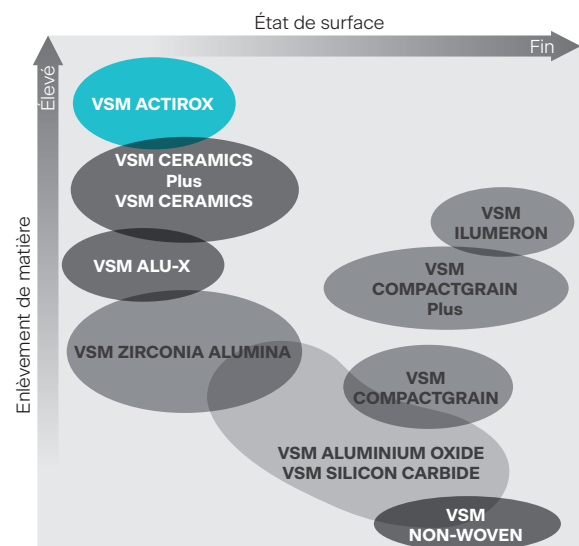 État de surface
Fin
Élevé
Enlèvement de matière
VSM ACTIROX
VSM CERAMICS
Plus
VSM CERAMICS
VSM
ILUMERON
VSM ALU-X
VSM
COMPACTGRAIN
Plus
VSM ZIRCONIA ALUMINA
VSM
COMPACTGRAIN
VSM ALUMINIUM OXIDE
VSM SILICON CARBIDE
VSM
NON-WOVEN